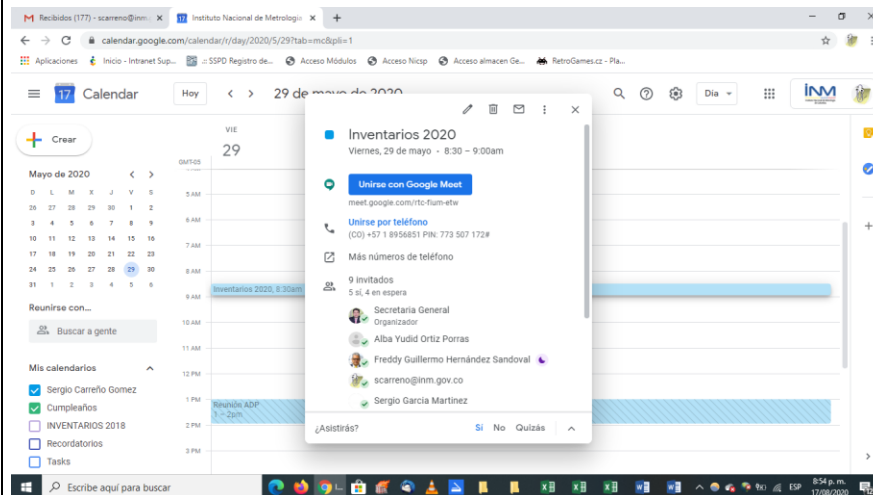 Recibidos (177) - scarreno@inm.
Instituto Nacional de Metrología
calendar.google.com/calendar/r/day/2020/5/29?tab=mc&pli=1
Aplicaciones Inicio - Intranet Sup... .:: SSPD Registro de... Acceso Módulos Acceso Nicsp Acceso almacen Ge... RetroGames.cz - Pla...
17 Calendar Hoy 29 de mayo de 2020 Día INM
Crear
Mayo de 2020
D L M X J V S
26 27 28 29 30 1 2
3 4 5 6 7 8 9
10 11 12 13 14 15 16
17 18 19 20 21 22 23
24 25 26 27 28 29 30
31 1 2 3 4 5 6
Reunirse con...
Buscar a gente
Mis calendarios
Sergio Carreño Gomez
Cumpleaños
INVENTARIOS 2018
Recordatorios
Tasks
VIE
29
GMT-05
5 AM
6 AM
7 AM
8 AM
Inventarios 2020, 8:30am
9 AM
10 AM
11 AM
12 PM
1 PM
Reunión ADP
1 – 2pm
2 PM
3 PM
Inventarios 2020
Viernes, 29 de mayo · 8:30 – 9:00am
Unirse con Google Meet
meet.google.com/rtc-fium-etw
Unirse por teléfono
(CO) +57 1 8956851 PIN: 773 507 172#
Más números de teléfono
9 invitados
5 sí, 4 en espera
Secretaria General
Organizador
Alba Yudid Ortiz Porras
Freddy Guillermo Hernández Sandoval
scarreno@inm.gov.co
Sergio Garcia Martinez
¿Asistirás? Sí No Quizás
Escribe aquí para buscar
ESP
8:54 p. m.
17/08/2020